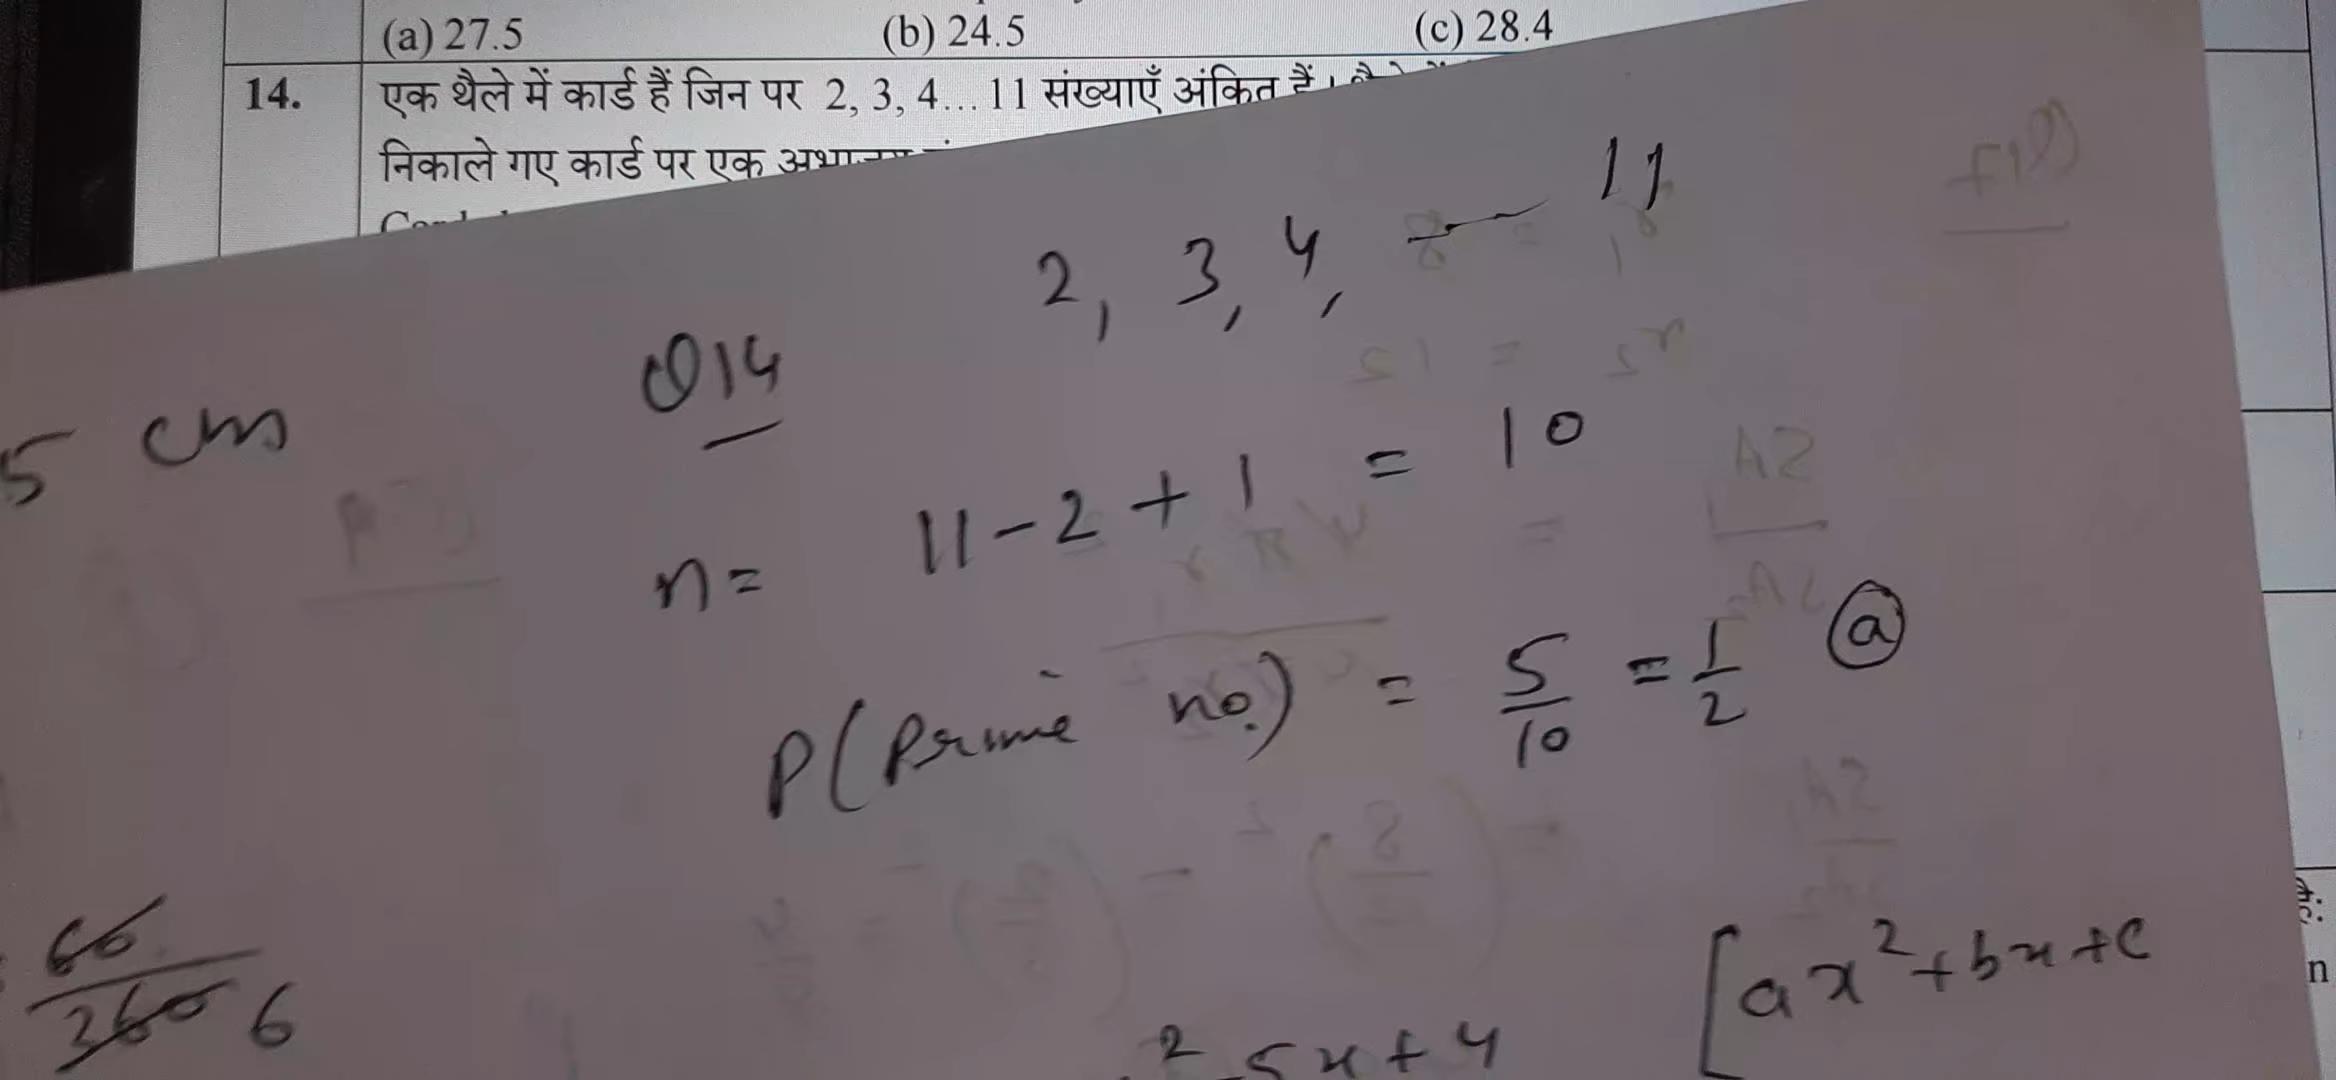 (a) 27.5 (b) 24.5 (c) 28.4
14. एक थैले में कार्ड हैं जिन पर 2, 3, 4... 11 संख्याएँ अंकित हैं।
निकाले गए कार्ड पर एक
2, 3, 4, — 11
Q14
5 cm
n = 11 - 2 + 1 = 10
P(Prime no.) = 5/10 = 1/2 (a)
60/360 6
[ax²+bx+c
² 5x + 4